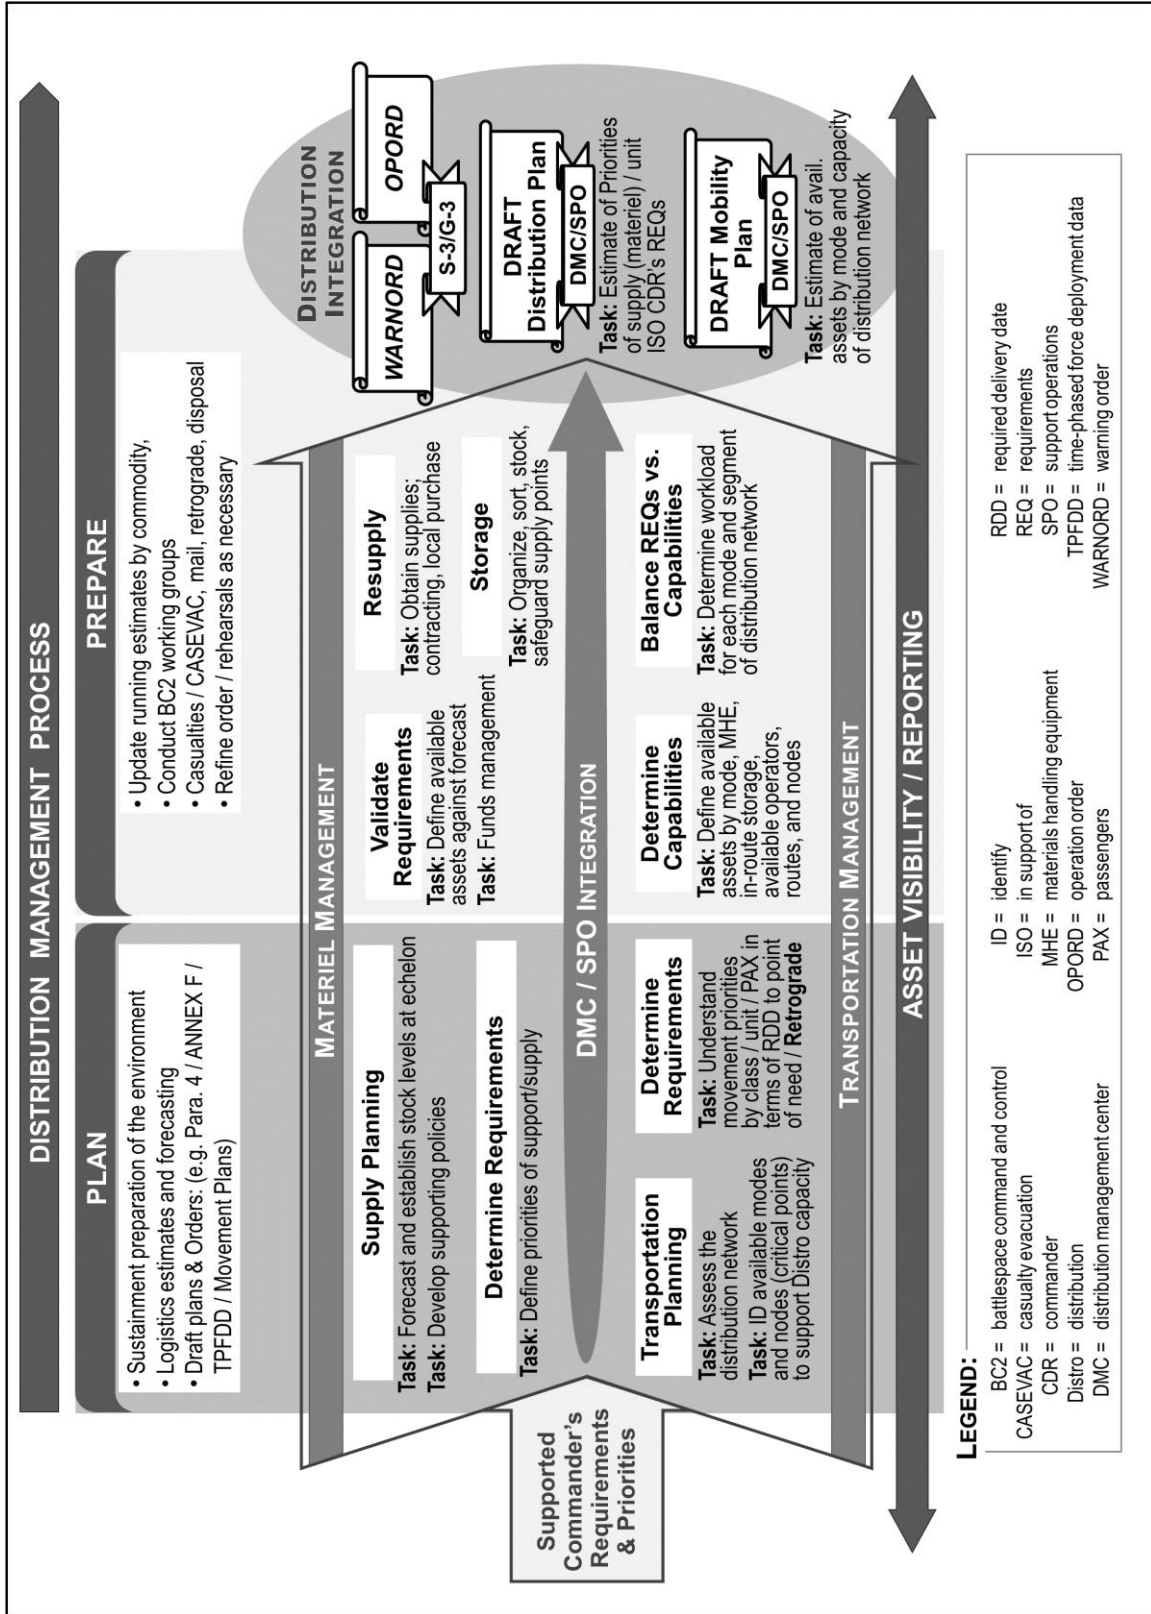 DISTRIBUTION MANAGEMENT PROCESS
PLAN
• Sustainment preparation of the environment
• Logistics estimates and forecasting
• Draft plans & Orders: (e.g. Para. 4 / ANNEX F /
TPFDD / Movement Plans)
PREPARE
• Update running estimates by commodity,
• Conduct BC2 working groups
• Casualties / CASEVAC, mail, retrograde, disposal
• Refine order / rehearsals as necessary
DISTRIBUTION
INTEGRATION
WARNORD
OPORD
S-3/G-3
DRAFT
Distribution Plan
DMC/SPO
Task: Estimate of Priorities
of supply (materiel) / unit
ISO CDR's REQs
DRAFT Mobility
Plan
DMC/SPO
Task: Estimate of avail.
assets by mode and capacity
of distribution network
Supported
Commander's
Requirements
& Priorities
MATERIEL MANAGEMENT
Supply Planning
Task: Forecast and establish stock levels at echelon
Task: Develop supporting policies
Determine Requirements
Task: Define priorities of support/supply
Validate
Requirements
Task: Define available
assets against forecast
Task: Funds management
Resupply
Task: Obtain supplies;
contracting, local purchase
Storage
Task: Organize, sort, stock,
safeguard supply points
DMC / SPO INTEGRATION
Transportation
Planning
Task: Assess the
distribution network
Task: ID available modes
and nodes (critical points)
to support Distro capacity
Determine
Requirements
Task: Understand
movement priorities
by class / unit / PAX in
terms of RDD to point
of need / Retrograde
Determine
Capabilities
Task: Define available
assets by mode, MHE,
in-route storage,
available operators,
routes, and nodes
Balance REQs vs.
Capabilities
Task: Determine workload
for each mode and segment
of distribution network
TRANSPORTATION MANAGEMENT
ASSET VISIBILITY / REPORTING
LEGEND:
BC2 = battlespace command and control
CASEVAC = casualty evacuation
CDR = commander
Distro = distribution
DMC = distribution management center
ID = identify
ISO = in support of
MHE = materials handling equipment
OPORD = operation order
PAX = passengers
RDD = required delivery date
REQ = requirements
SPO = support operations
TPFDD = time-phased force deployment data
WARNORD = warning order